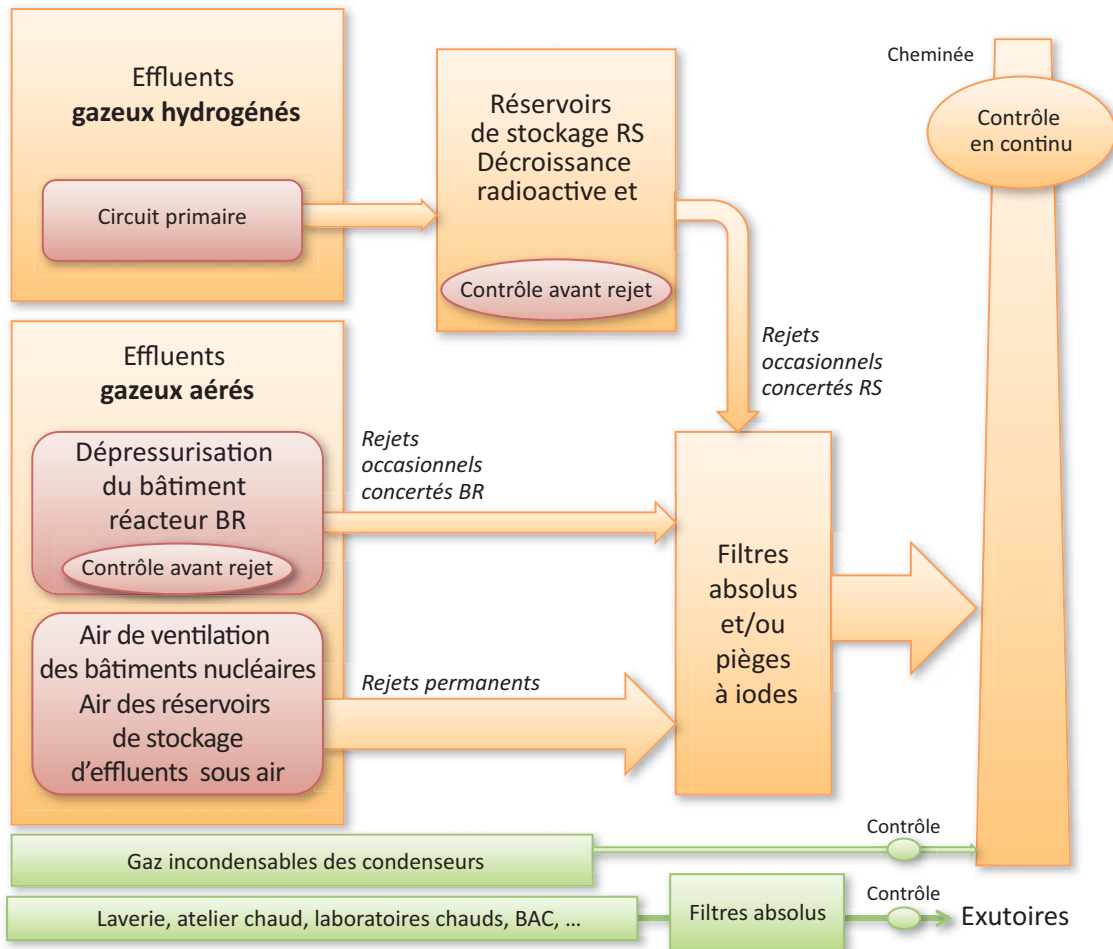 Effluents
gazeux hydrogénés
Circuit primaire
Réservoirs
de stockage RS
Décroissance
radioactive et
Contrôle avant rejet
Cheminée
Contrôle
en continu
Rejets
occasionnels
concertés RS
Effluents
gazeux aérés
Dépressurisation
du bâtiment
réacteur BR
Contrôle avant rejet
Rejets
occasionnels
concertés BR
Air de ventilation
des bâtiments nucléaires
Air des réservoirs
de stockage
d'effluents sous air
Rejets permanents
Filtres
absolus
et/ou
pièges
à iodes
Gaz incondensables des condenseurs
Contrôle
Laverie, atelier chaud, laboratoires chauds, BAC, ...
Filtres absolus
Contrôle
Exutoires